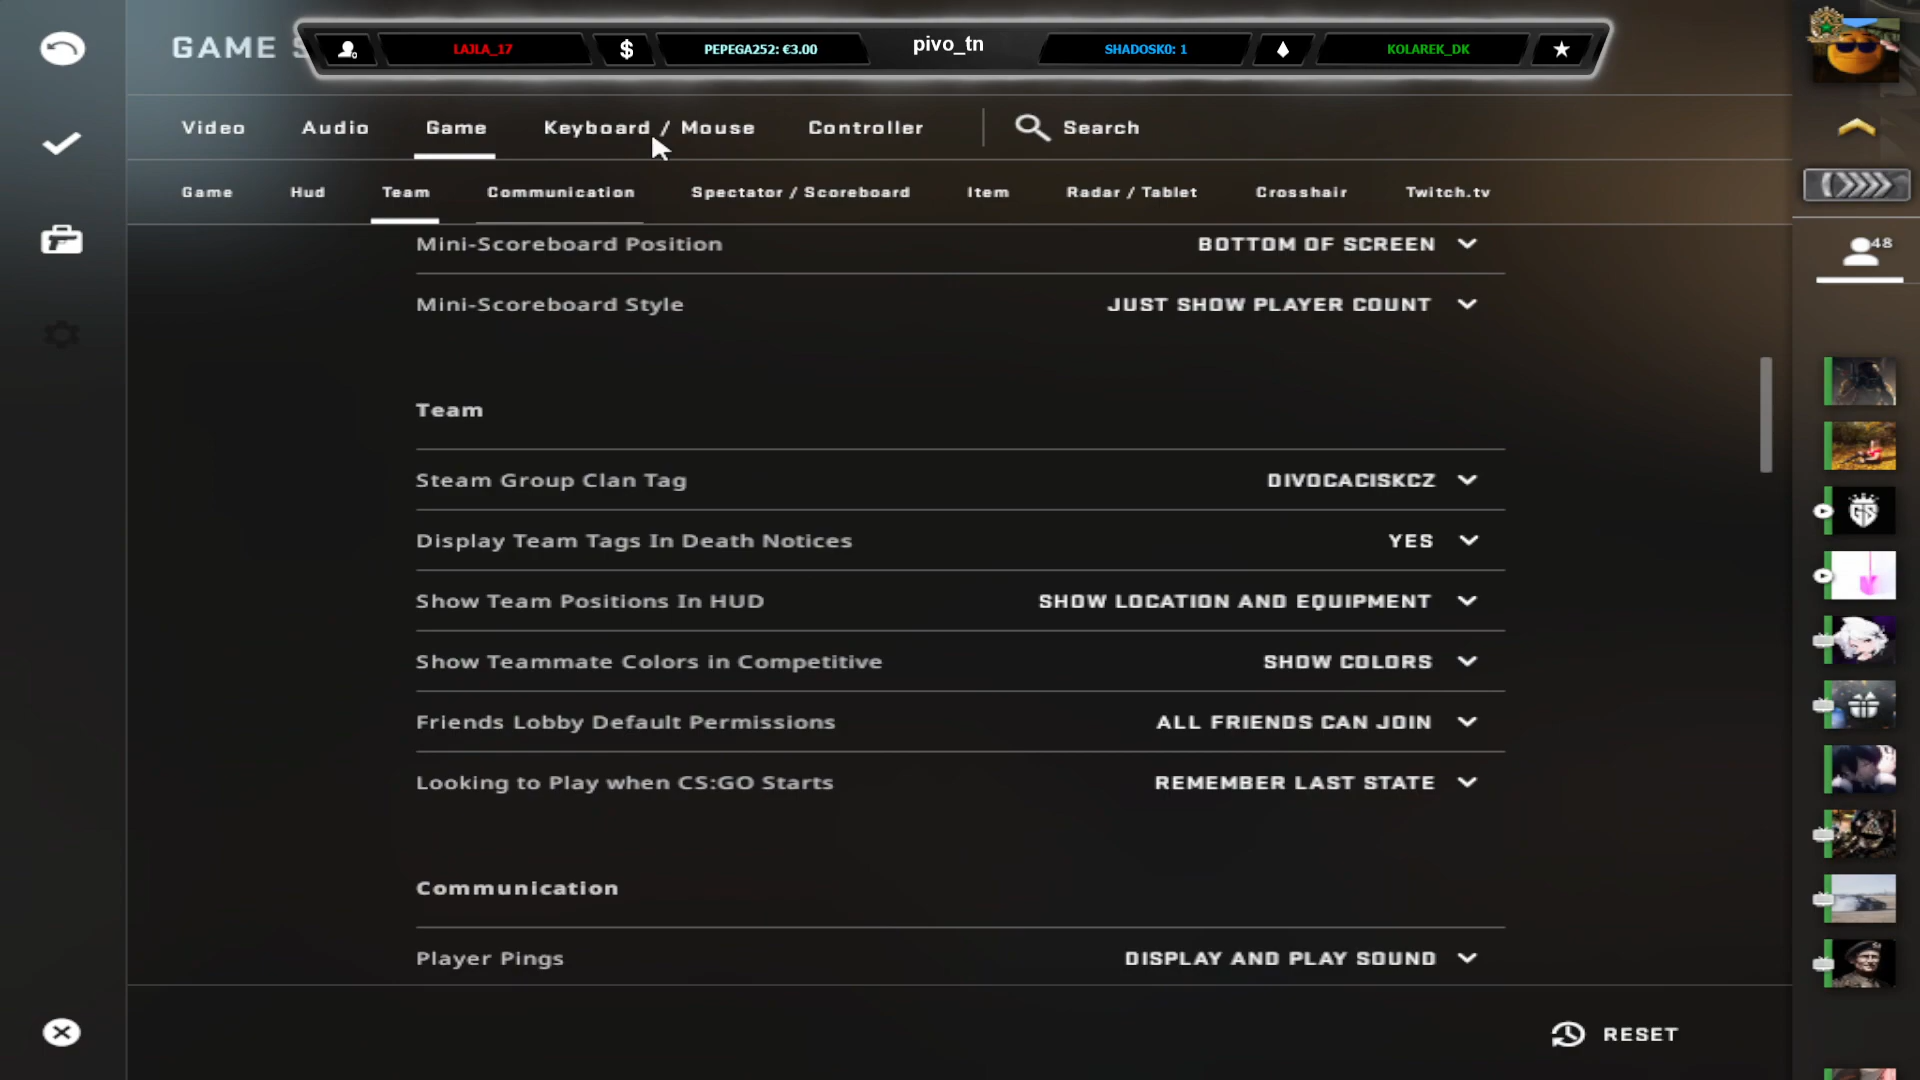 GAME S
LAJLA_17
$
PEPEGA252: €3.00
pivo_tn
SHADOSK0: 1
KOLAREK_DK
Video
Audio
Game
Keyboard / Mouse
Controller
Search
Game
Hud
Team
Communication
Spectator / Scoreboard
Item
Radar / Tablet
Crosshair
Twitch.tv
48
Mini-Scoreboard Position
BOTTOM OF SCREEN
Mini-Scoreboard Style
JUST SHOW PLAYER COUNT
Team
Steam Group Clan Tag
DIVOCACISKCZ
Display Team Tags In Death Notices
YES
Show Team Positions In HUD
SHOW LOCATION AND EQUIPMENT
Show Teammate Colors in Competitive
SHOW COLORS
Friends Lobby Default Permissions
ALL FRIENDS CAN JOIN
Looking to Play when CS:GO Starts
REMEMBER LAST STATE
Communication
Player Pings
DISPLAY AND PLAY SOUND
GS
RESET